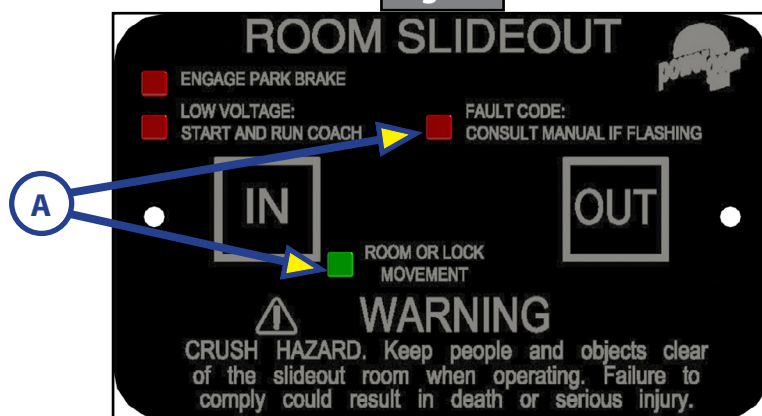 ROOM SLIDEOUT
power gear
ENGAGE PARK BRAKE
LOW VOLTAGE:
START AND RUN COACH
FAULT CODE:
CONSULT MANUAL IF FLASHING
A
IN
OUT
ROOM OR LOCK
MOVEMENT
WARNING
CRUSH HAZARD. Keep people and objects clear
of the slideout room when operating. Failure to
comply could result in death or serious injury.